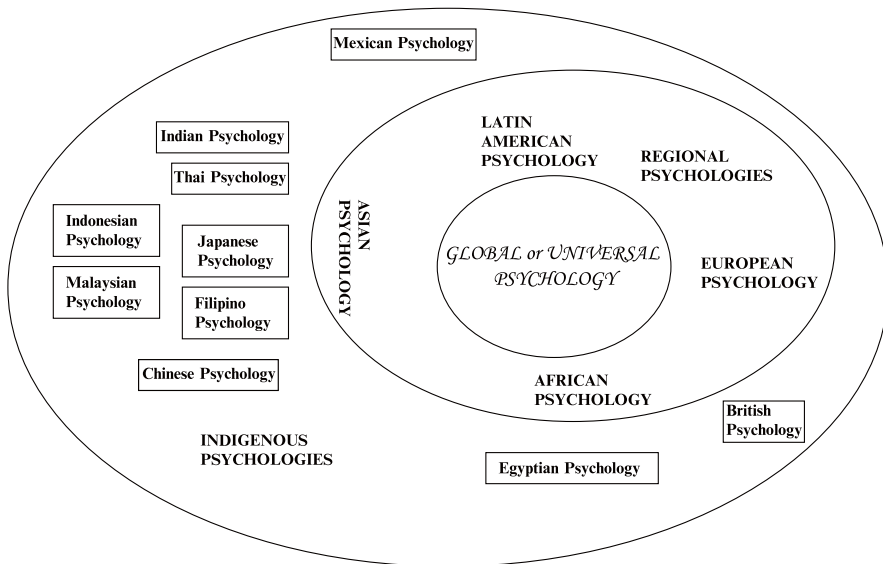 Mexican Psychology
Indian Psychology
Thai Psychology
Indonesian
Psychology
Japanese
Psychology
Malaysian
Psychology
Filipino
Psychology
Chinese Psychology
INDIGENOUS
PSYCHOLOGIES
ASIAN
PSYCHOLOGY
LATIN
AMERICAN
PSYCHOLOGY
REGIONAL
PSYCHOLOGIES
GLOBAL or UNIVERSAL
PSYCHOLOGY
EUROPEAN
PSYCHOLOGY
AFRICAN
PSYCHOLOGY
British
Psychology
Egyptian Psychology